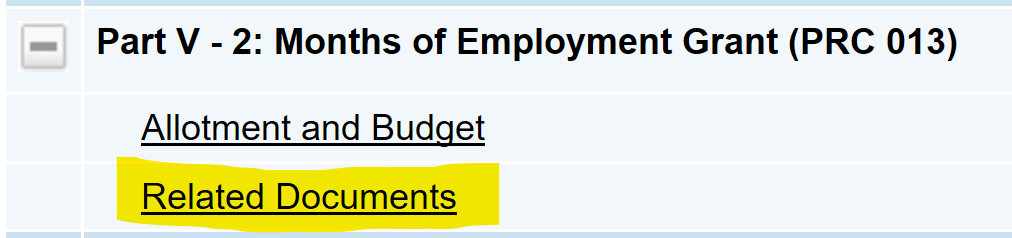 Part V - 2: Months of Employment Grant (PRC 013)
Allotment and Budget
Related Documents